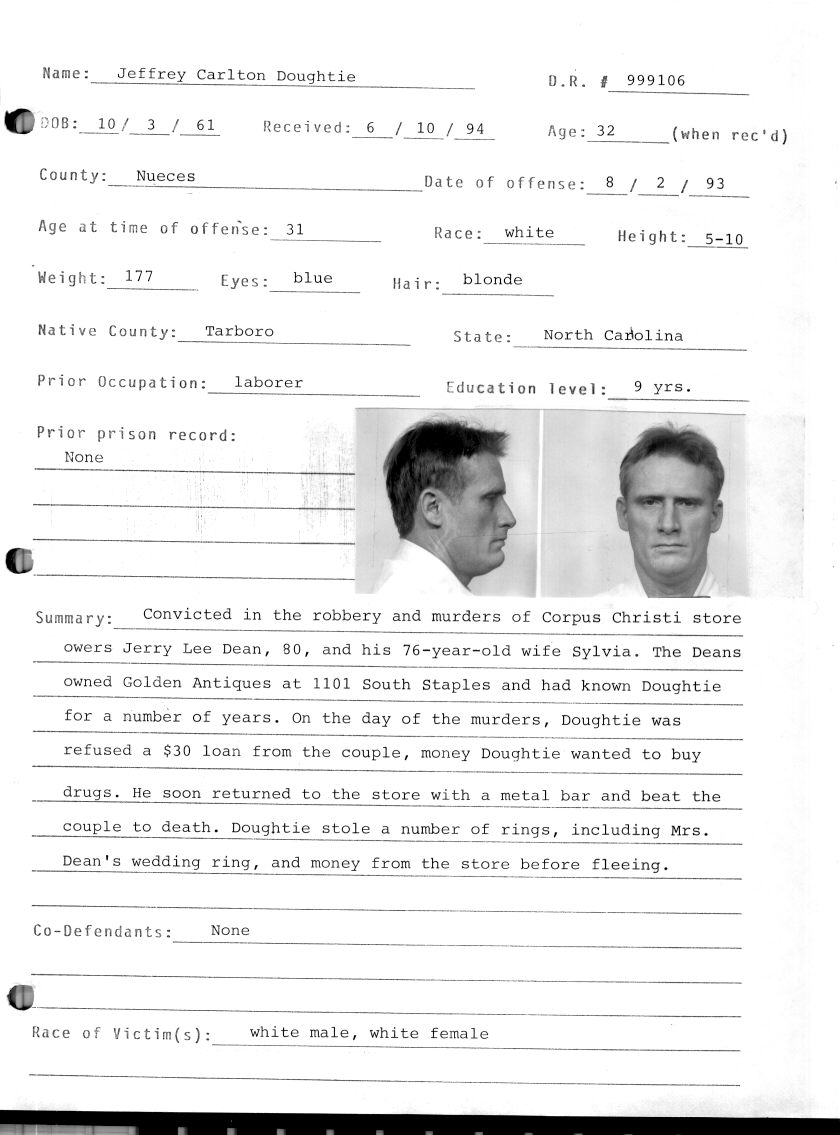 Name: Jeffrey Carlton Doughtie D.R. # 999106
DOB: 10 / 3 / 61 Received: 6 / 10 / 94 Age: 32 (when rec'd)
County: Nueces Date of offense: 8 / 2 / 93
Age at time of offense: 31 Race: white Height: 5-10
Weight: 177 Eyes: blue Hair: blonde
Native County: Tarboro State: North Carolina
Prior Occupation: laborer Education level: 9 yrs.
Prior prison record:
None
Summary: Convicted in the robbery and murders of Corpus Christi store
owers Jerry Lee Dean, 80, and his 76-year-old wife Sylvia. The Deans
owned Golden Antiques at 1101 South Staples and had known Doughtie
for a number of years. On the day of the murders, Doughtie was
refused a $30 loan from the couple, money Doughtie wanted to buy
drugs. He soon returned to the store with a metal bar and beat the
couple to death. Doughtie stole a number of rings, including Mrs.
Dean's wedding ring, and money from the store before fleeing.
Co-Defendants: None
Race of Victim(s): white male, white female